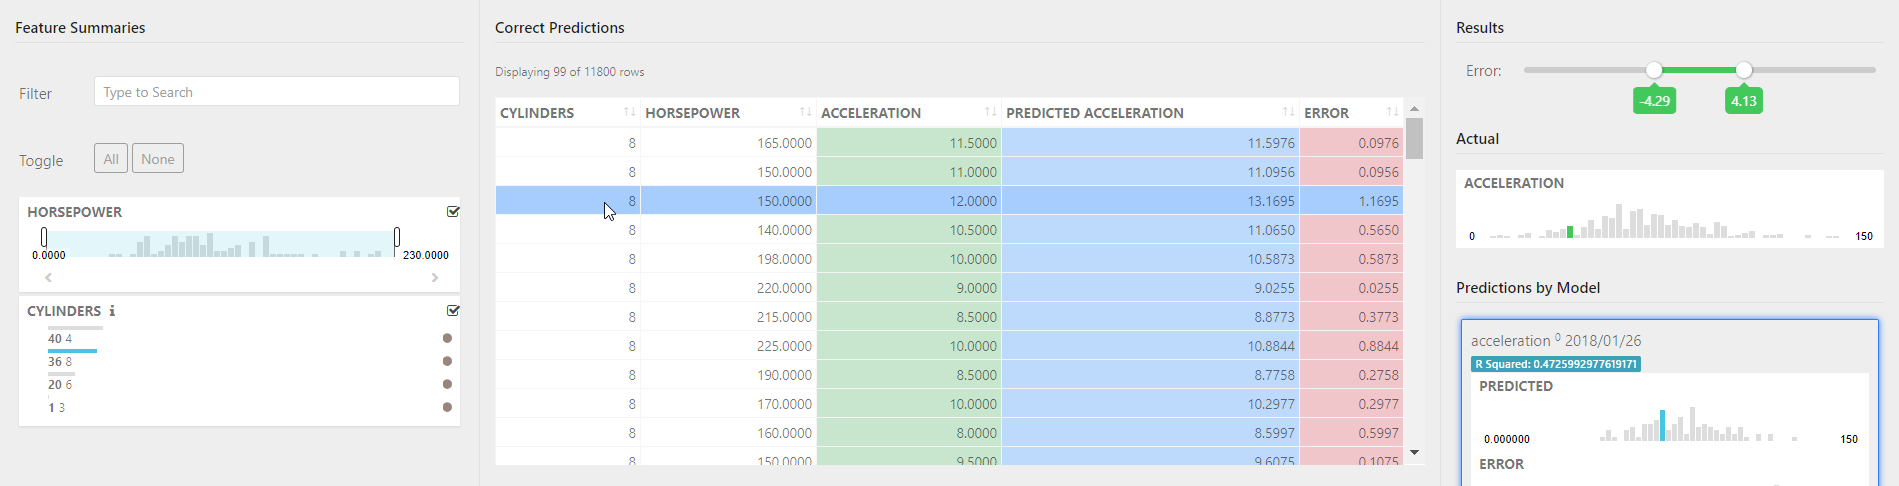 Feature Summaries
Filter
Type to Search
Toggle
All
None
HORSEPOWER
0.0000
230.0000
CYLINDERS i
40 4
36 8
20 6
1 3
Correct Predictions
Displaying 99 of 11800 rows
CYLINDERS HORSEPOWER ACCELERATION PREDICTED ACCELERATION ERROR
8 165.0000 11.5000 11.5976 0.0976
8 150.0000 11.0000 11.0956 0.0956
8 150.0000 12.0000 13.1695 1.1695
8 140.0000 10.5000 11.0650 0.5650
8 198.0000 10.0000 10.5873 0.5873
8 220.0000 9.0000 9.0255 0.0255
8 215.0000 8.5000 8.8773 0.3773
8 225.0000 10.0000 10.8844 0.8844
8 190.0000 8.5000 8.7758 0.2758
8 170.0000 10.0000 10.2977 0.2977
8 160.0000 8.0000 8.5997 0.5997
8 150.0000 9.5000 9.6075 0.1075
Results
Error:
-4.29
4.13
Actual
ACCELERATION
0
150
Predictions by Model
acceleration 0 2018/01/26
R Squared: 0.4725992977619171
PREDICTED
0.000000
150
ERROR